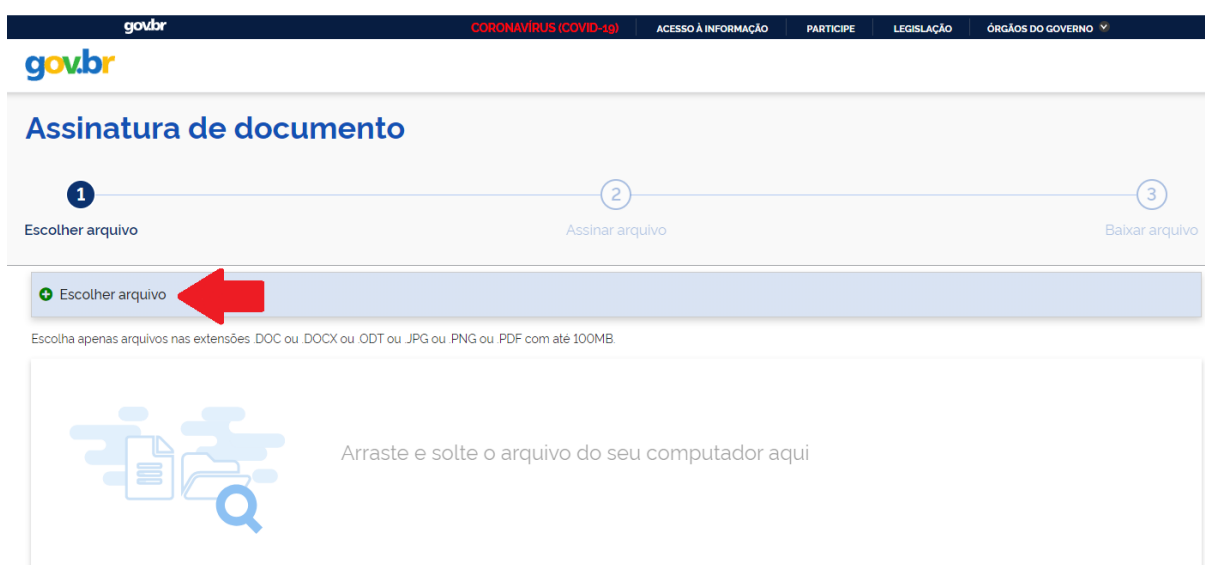 gov.br CORONAVÍRUS (COVID-19) ACESSO À INFORMAÇÃO PARTICIPE LEGISLAÇÃO ÓRGÃOS DO GOVERNO
gov.br
Assinatura de documento
1 2 3
Escolher arquivo Assinar arquivo Baixar arquivo
Escolher arquivo
Escolha apenas arquivos nas extensões .DOC ou .DOCX ou .ODT ou .JPG ou .PNG ou .PDF com até 100MB.
Arraste e solte o arquivo do seu computador aqui